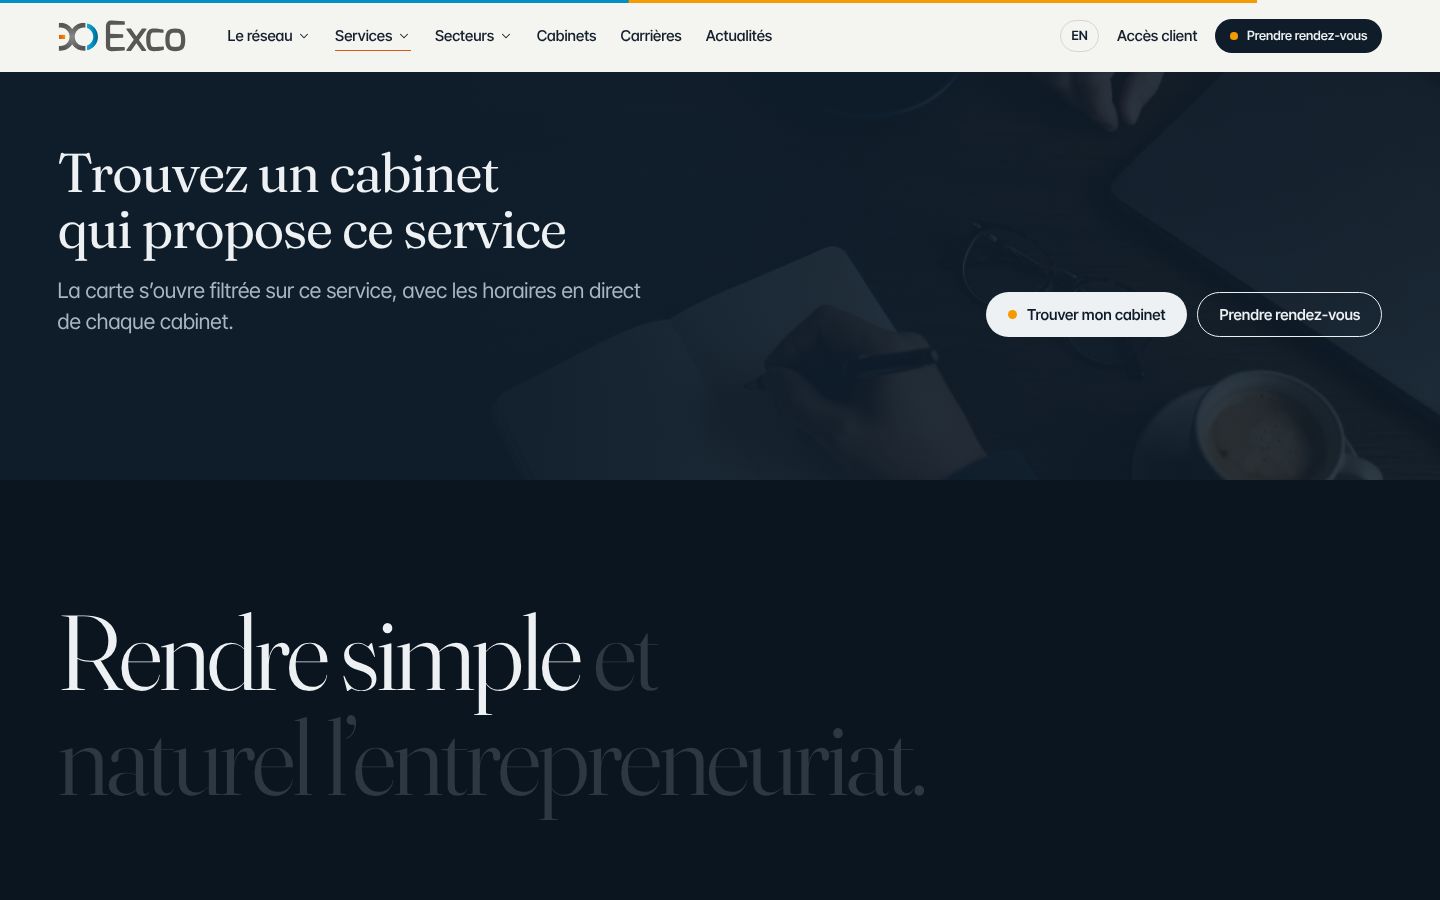 Exco
Le réseau
Services
Secteurs
Cabinets
Carrières
Actualités
EN
Accès client
Prendre rendez-vous
Trouvez un cabinet
qui propose ce service
La carte s’ouvre filtrée sur ce service, avec les horaires en direct
de chaque cabinet.
Trouver mon cabinet
Prendre rendez-vous
Rendre simple et
naturel l’entrepreneuriat.